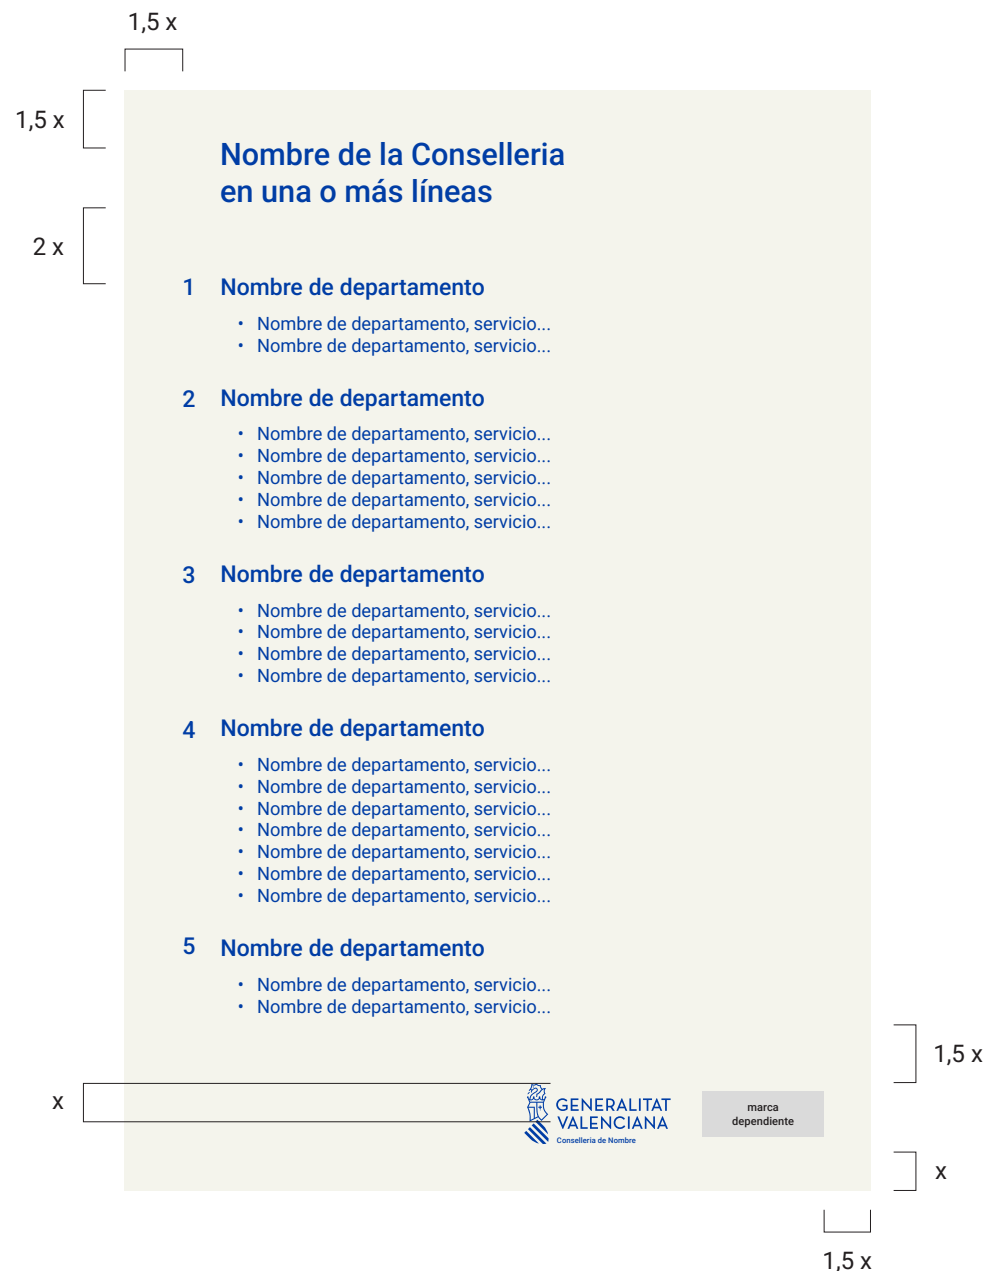 1,5 x
1,5 x
Nombre de la Conselleria
en una o más líneas
2 x
1 Nombre de departamento
• Nombre de departamento, servicio...
• Nombre de departamento, servicio...
2 Nombre de departamento
• Nombre de departamento, servicio...
• Nombre de departamento, servicio...
• Nombre de departamento, servicio...
• Nombre de departamento, servicio...
• Nombre de departamento, servicio...
3 Nombre de departamento
• Nombre de departamento, servicio...
• Nombre de departamento, servicio...
• Nombre de departamento, servicio...
• Nombre de departamento, servicio...
4 Nombre de departamento
• Nombre de departamento, servicio...
• Nombre de departamento, servicio...
• Nombre de departamento, servicio...
• Nombre de departamento, servicio...
• Nombre de departamento, servicio...
• Nombre de departamento, servicio...
• Nombre de departamento, servicio...
5 Nombre de departamento
• Nombre de departamento, servicio...
• Nombre de departamento, servicio...
1,5 x
x
GENERALITAT
VALENCIANA
Conselleria de Nombre
marca
dependiente
x
1,5 x